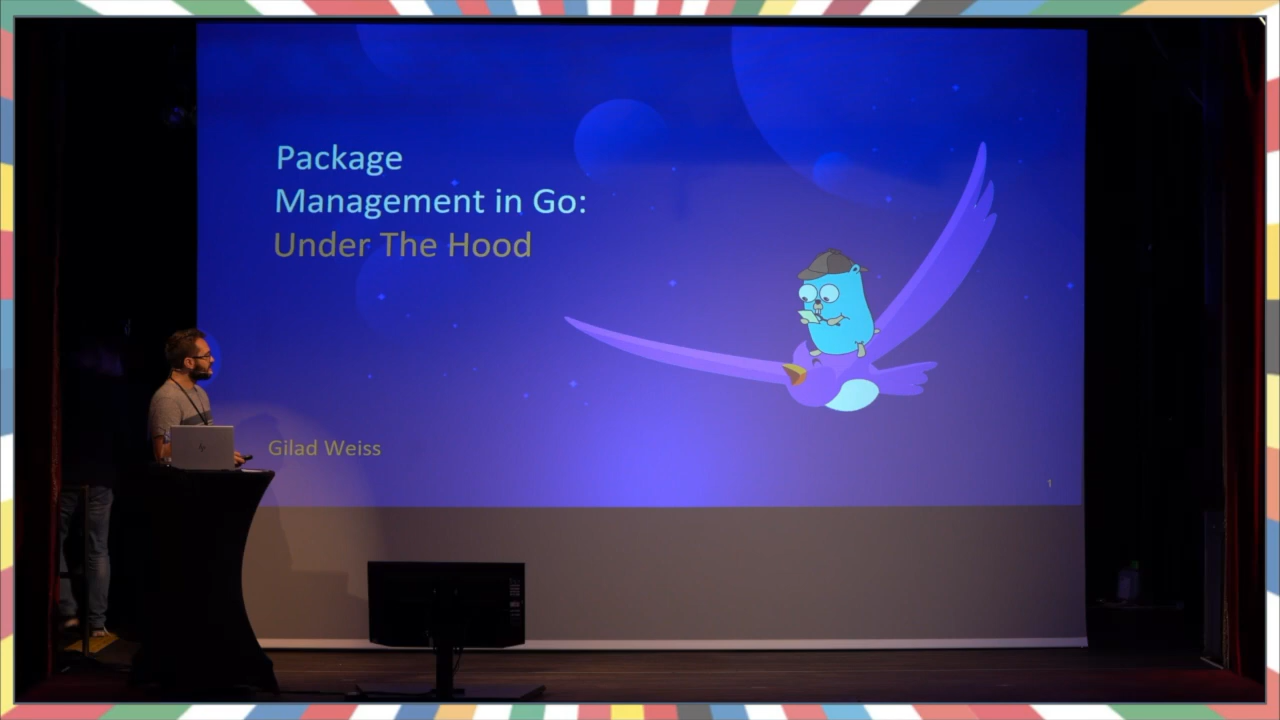 Package
Management in Go:
Under The Hood
Gilad Weiss
1